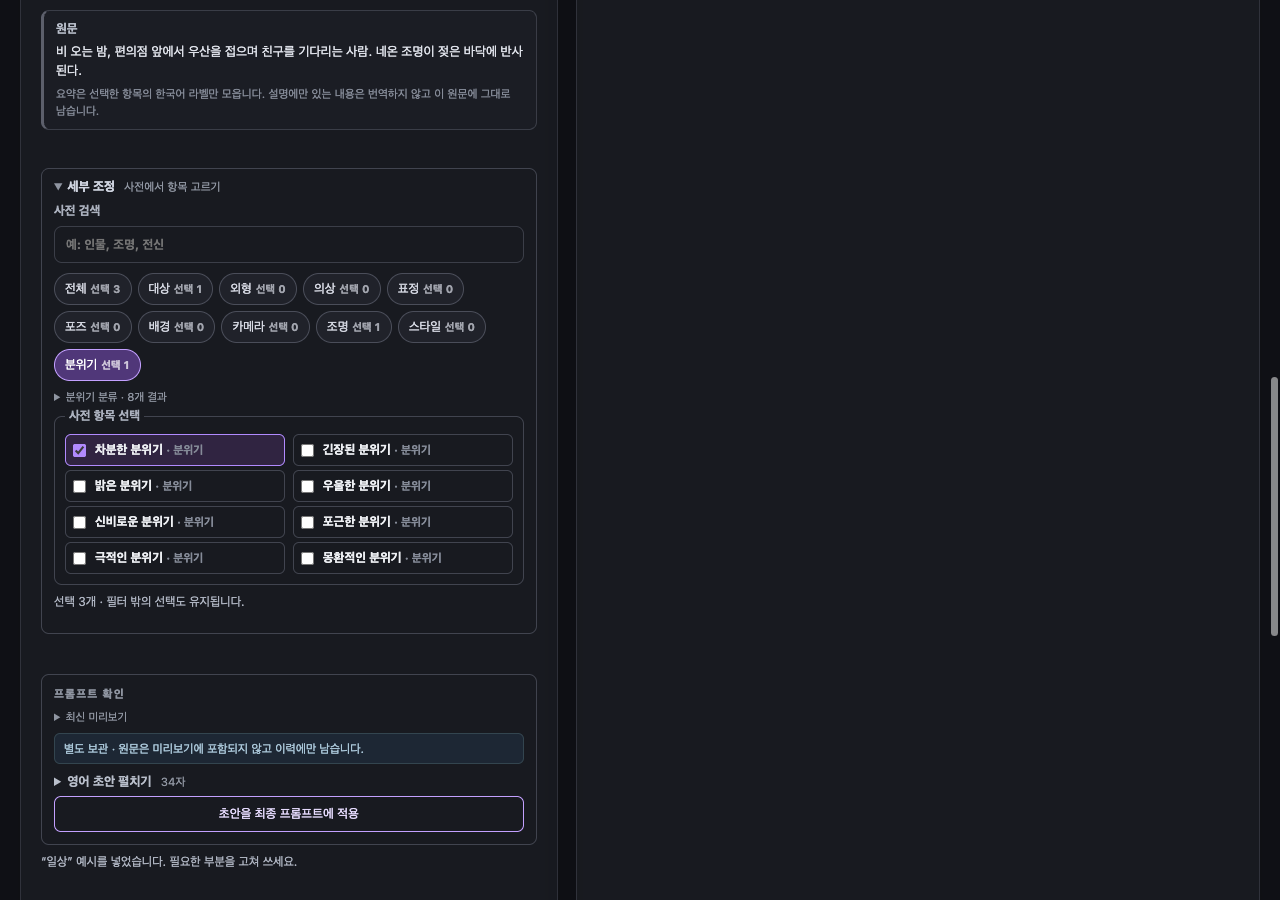 원문
비 오는 밤, 편의점 앞에서 우산을 접으며 친구를 기다리는 사람. 네온 조명이 젖은 바닥에 반사
된다.
요약은 선택한 항목의 한국어 라벨만 모읍니다. 설명에만 있는 내용은 번역하지 않고 이 원문에 그대로
남습니다.
▼ 세부 조정 사전에서 항목 고르기
사전 검색
예: 인물, 조명, 전신
전체 선택 3 대상 선택 1 외형 선택 0 의상 선택 0 표정 선택 0
포즈 선택 0 배경 선택 0 카메라 선택 0 조명 선택 1 스타일 선택 0
분위기 선택 1
▶ 분위기 분류 · 8개 결과
사전 항목 선택
차분한 분위기 · 분위기 긴장된 분위기 · 분위기
밝은 분위기 · 분위기 우울한 분위기 · 분위기
신비로운 분위기 · 분위기 포근한 분위기 · 분위기
극적인 분위기 · 분위기 몽환적인 분위기 · 분위기
선택 3개 · 필터 밖의 선택도 유지됩니다.
프롬프트 확인
▶ 최신 미리보기
별도 보관 · 원문은 미리보기에 포함되지 않고 이력에만 남습니다.
▶ 영어 초안 펼치기 34자
초안을 최종 프롬프트에 적용
“일상” 예시를 넣었습니다. 필요한 부분을 고쳐 쓰세요.